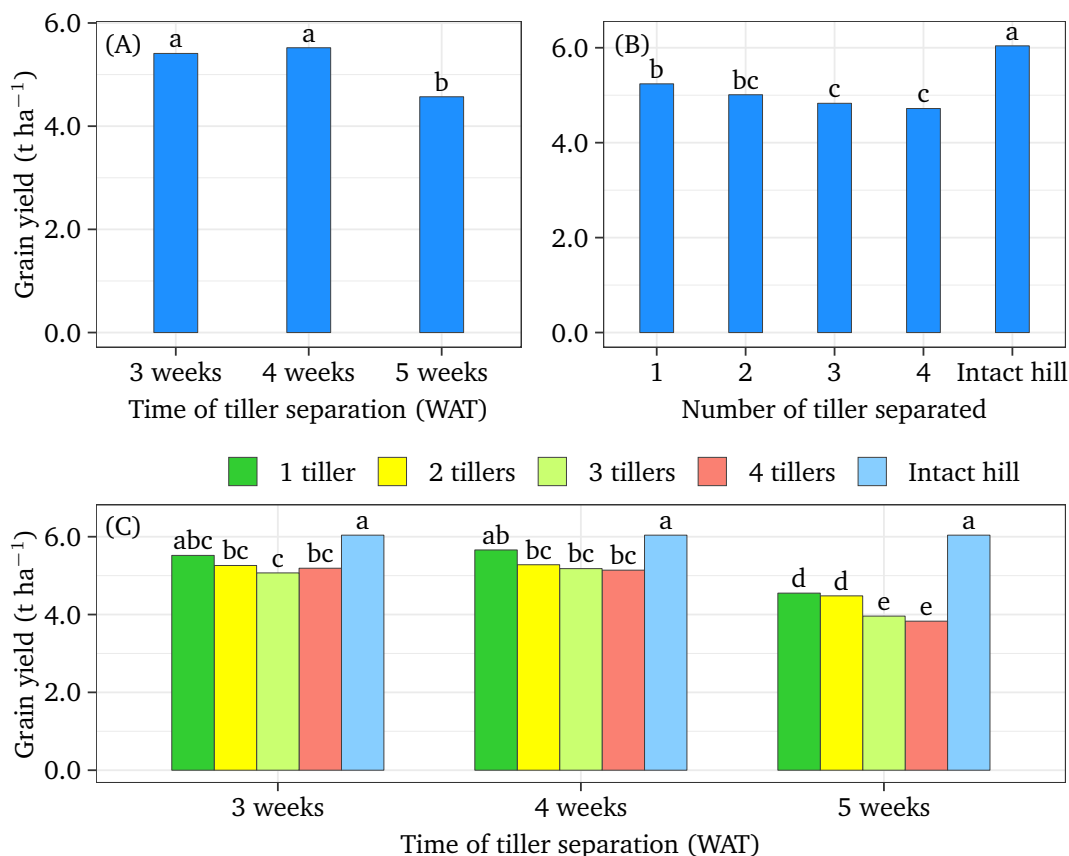 (A)
a a b
6.0
4.0
2.0
0.0
Grain yield (t ha−1)
3 weeks 4 weeks 5 weeks
Time of tiller separation (WAT)
(B)
b bc c c a
6.0
4.0
2.0
0.0
1 2 3 4 Intact hill
Number of tiller separated
1 tiller 2 tillers 3 tillers 4 tillers Intact hill
(C)
abc bc c bc a ab bc bc bc a d d e e a
6.0
4.0
2.0
0.0
Grain yield (t ha−1)
3 weeks 4 weeks 5 weeks
Time of tiller separation (WAT)